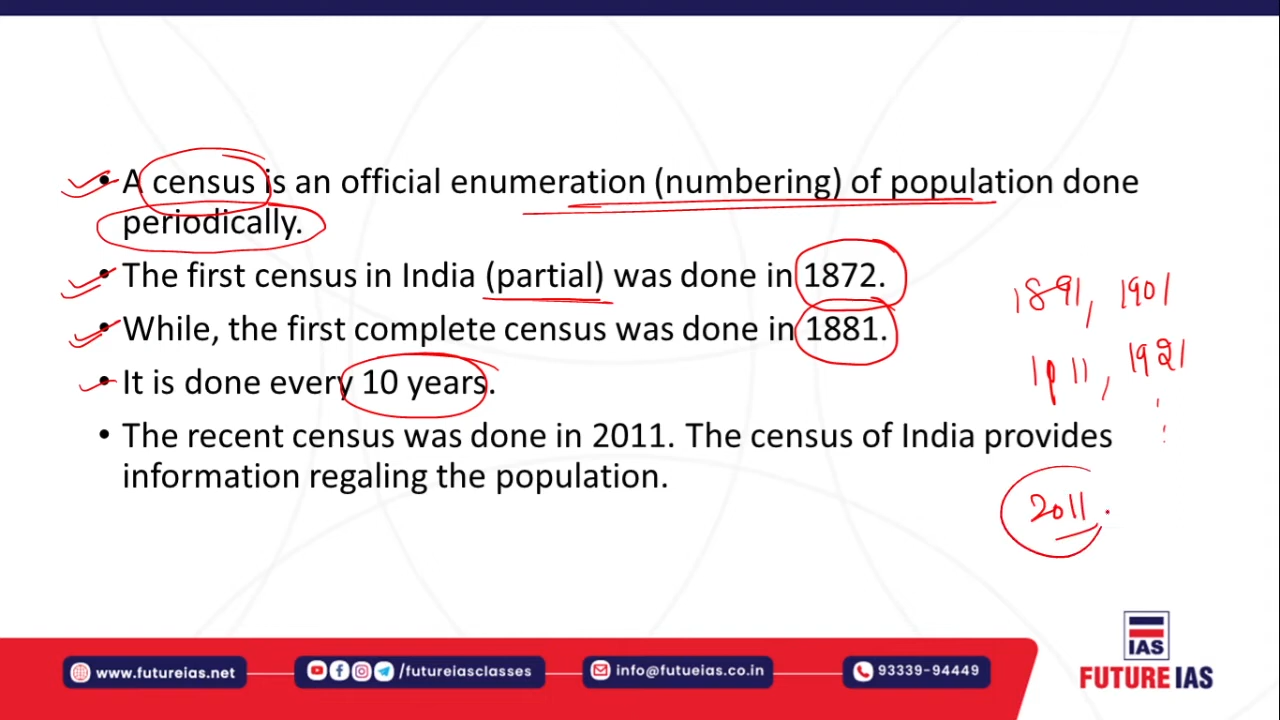 • A census is an official enumeration (numbering) of population done
periodically.
• The first census in India (partial) was done in 1872.
• While, the first complete census was done in 1881.
• It is done every 10 years.
• The recent census was done in 2011. The census of India provides
information regaling the population.
1891, 1901
1911, 1921
2011.
www.futureias.net
/futureiasclasses
info@futueias.co.in
93339-94449
IAS
FUTURE IAS